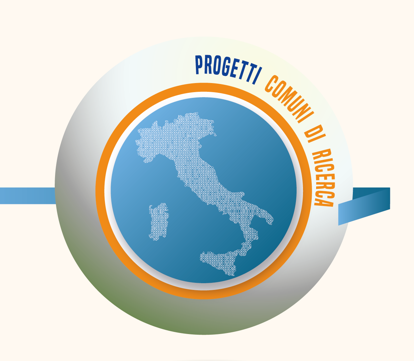 PROGETTI COMUNI DI RICERCA